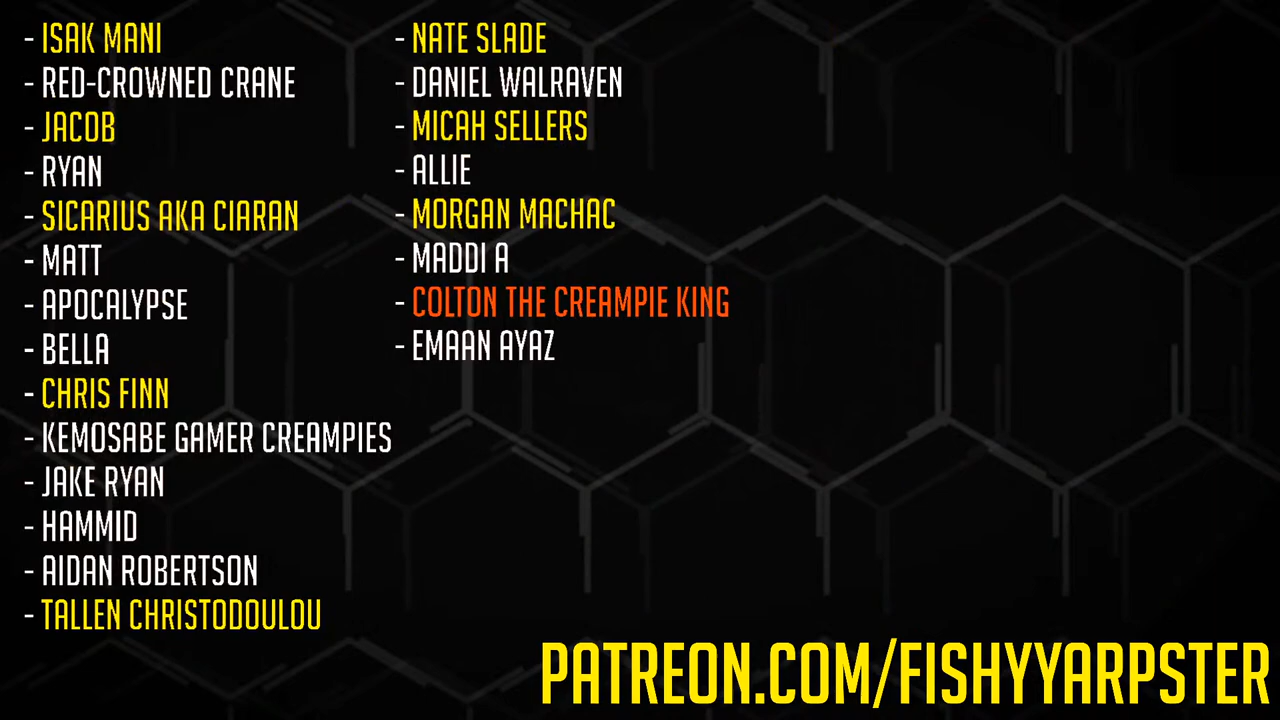 - ISAK MANI
- RED-CROWNED CRANE
- JACOB
- RYAN
- SICARIUS AKA CIARAN
- MATT
- APOCALYPSE
- BELLA
- CHRIS FINN
- KEMOSABE GAMER CREAMPIES
- JAKE RYAN
- HAMMID
- AIDAN ROBERTSON
- TALLEN CHRISTODOULOU
- NATE SLADE
- DANIEL WALRAVEN
- MICAH SELLERS
- ALLIE
- MORGAN MACHAC
- MADDI A
- COLTON THE CREAMPIE KING
- EMAAN AYAZ
PATREON.COM/FISHYYARPSTER